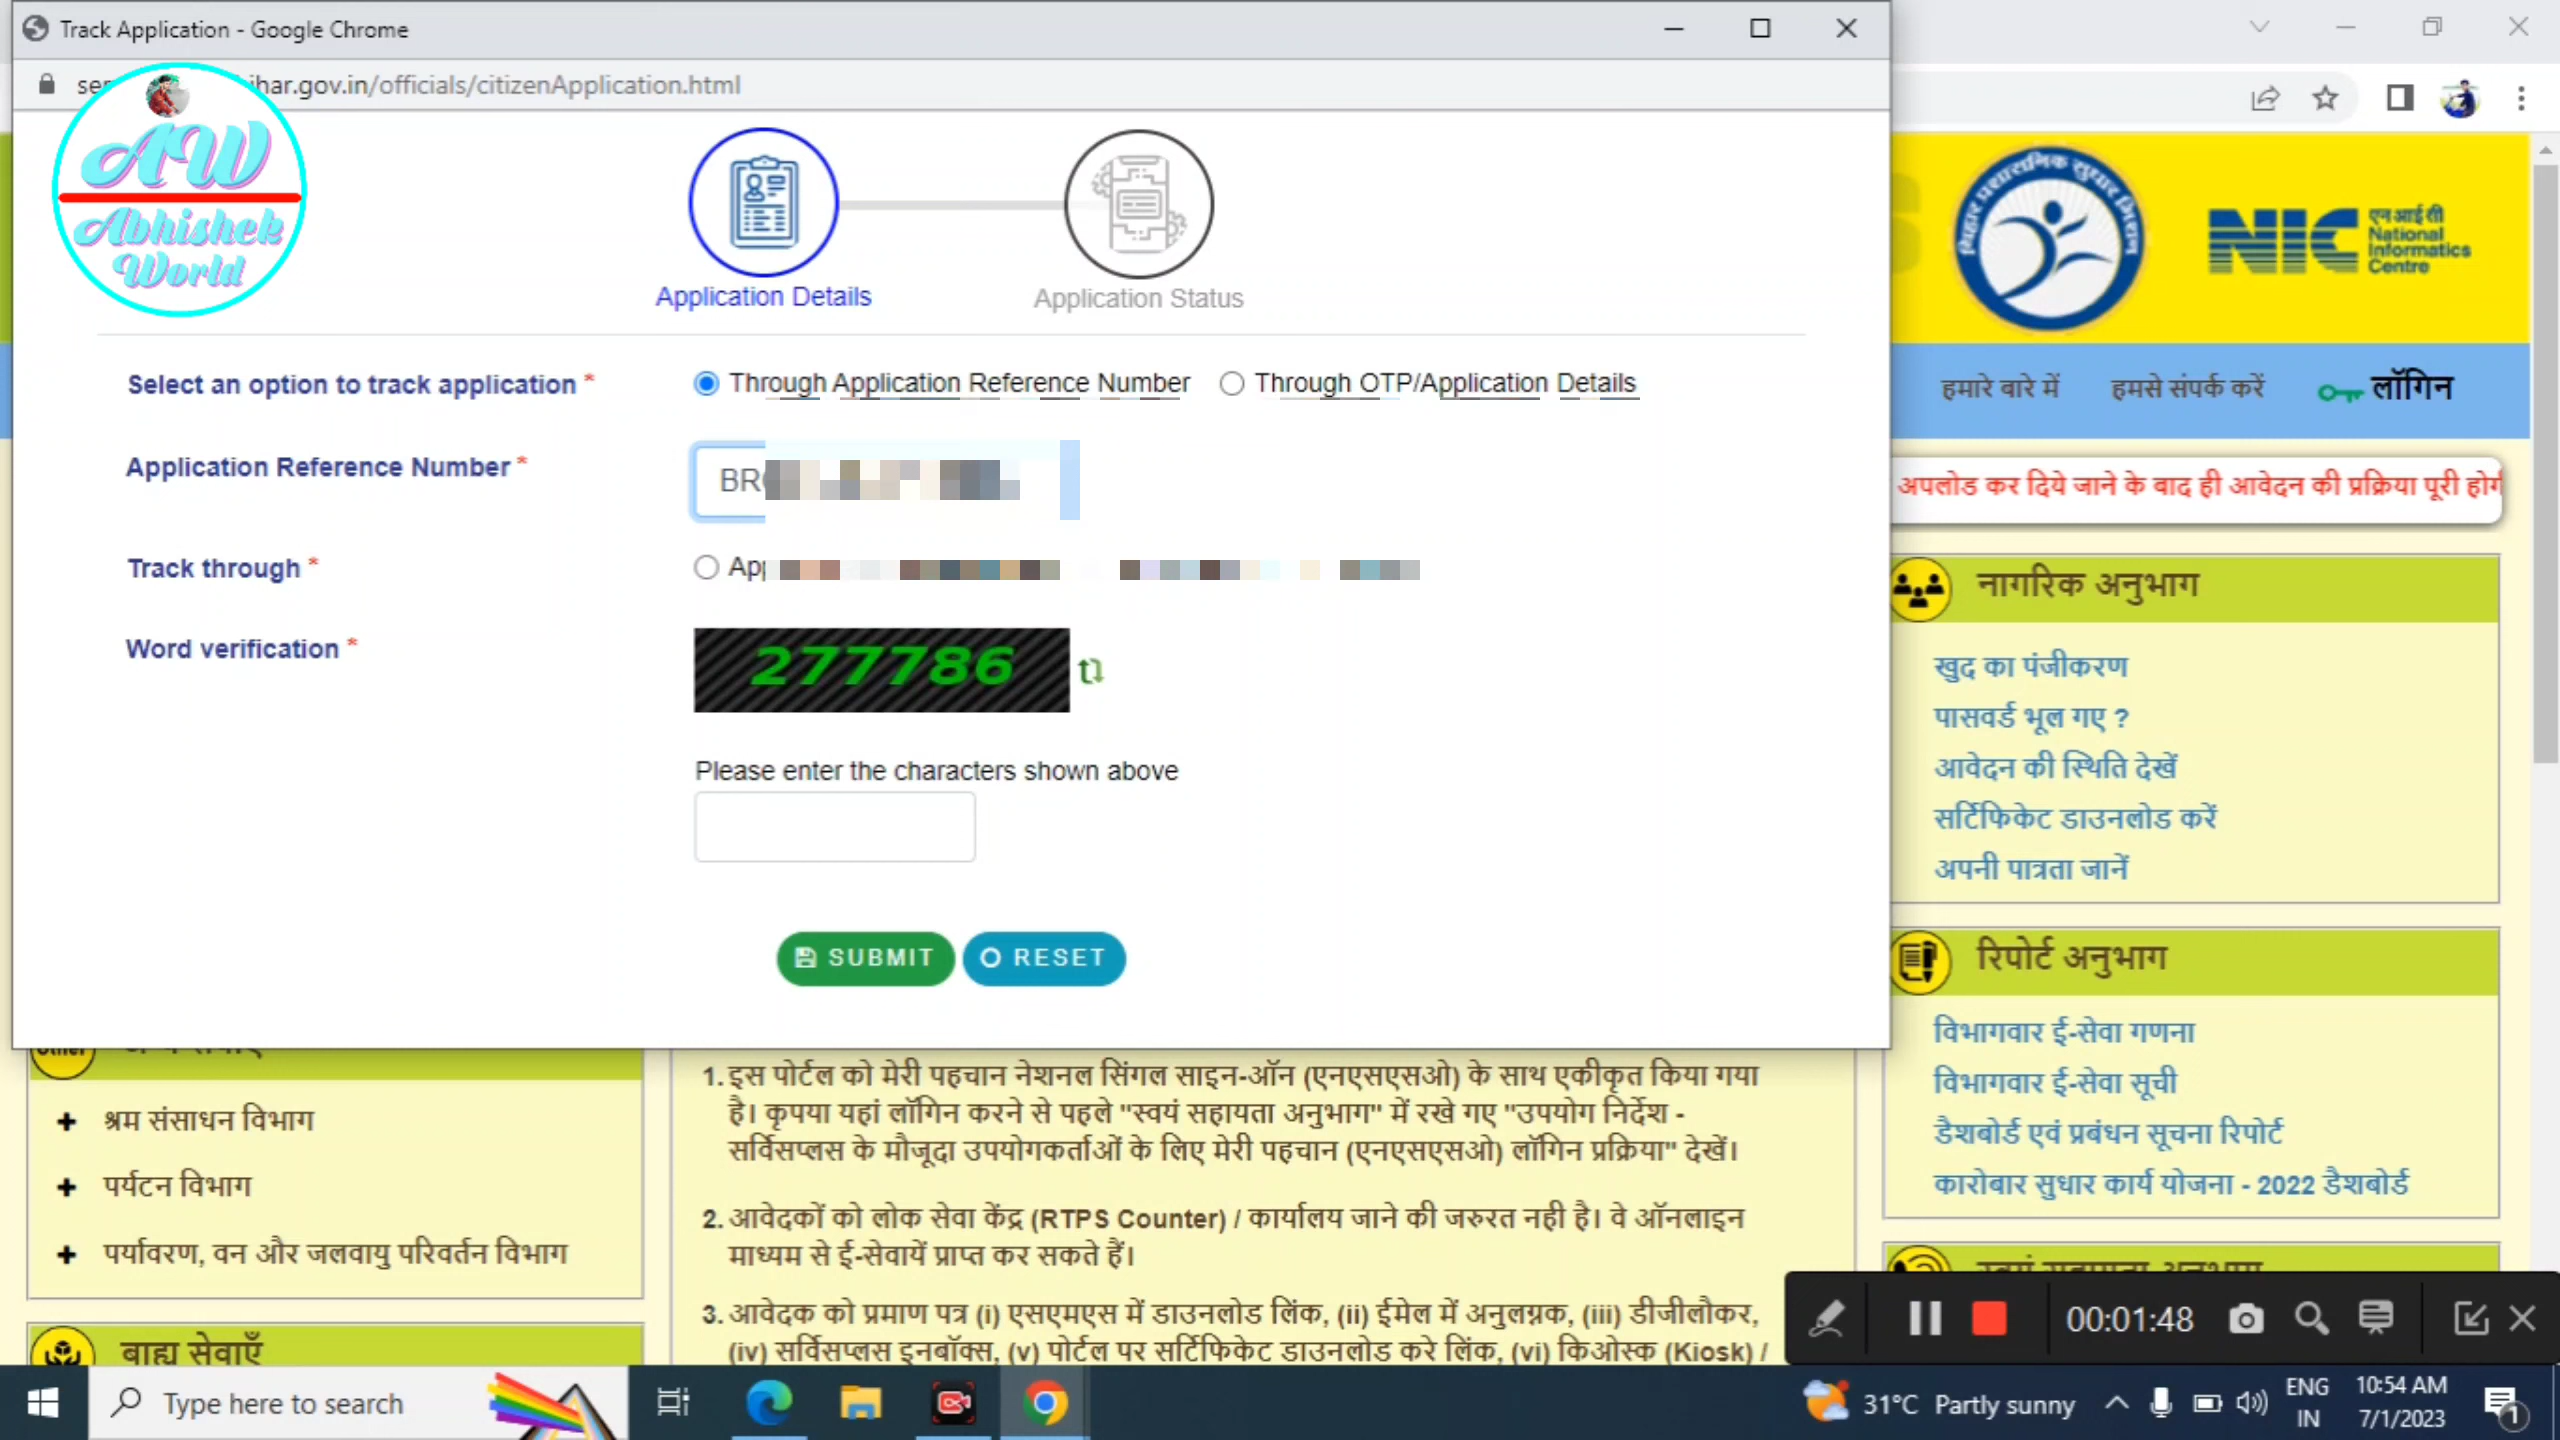 Track Application - Google Chrome
ihar.gov.in/officials/citizenApplication.html
AW
Abhishek
World
Application Details
Application Status
Select an option to track application *
Through Application Reference Number
Through OTP/Application Details
Application Reference Number *
BR
Track through *
Word verification *
277786
Please enter the characters shown above
SUBMIT
RESET
बिहार प्रशासनिक सुधार मिशन
NIC
एन आई सी
National
Informatics
Centre
हमारे बारे में
हमसे संपर्क करें
लॉगिन
अपलोड कर दिये जाने के बाद ही आवेदन की प्रक्रिया पूरी
नागरिक अनुभाग
खुद का पंजीकरण
पासवर्ड भूल गए ?
आवेदन की स्थिति देखें
सर्टिफिकेट डाउनलोड करें
अपनी पात्रता जानें
रिपोर्ट अनुभाग
विभागवार ई-सेवा गणना
विभागवार ई-सेवा सूची
डैशबोर्ड एवं प्रबंधन सूचना रिपोर्ट
कारोबार सुधार कार्य योजना - 2022 डैशबोर्ड
+ श्रम संसाधन विभाग
+ पर्यटन विभाग
+ पर्यावरण, वन और जलवायु परिवर्तन विभाग
बाह्य सेवाएँ
1. इस पोर्टल को मेरी पहचान नेशनल सिंगल साइन-ऑन (एनएसएसओ) के साथ एकीकृत किया गया
है। कृपया यहां लॉगिन करने से पहले "स्वयं सहायता अनुभाग" में रखे गए "उपयोग निर्देश -
सर्विसप्लस के मौजूदा उपयोगकर्ताओं के लिए मेरी पहचान (एनएसएसओ) लॉगिन प्रक्रिया" देखें।
2. आवेदकों को लोक सेवा केंद्र (RTPS Counter) / कार्यालय जाने की जरुरत नही है। वे ऑनलाइन
माध्यम से ई-सेवायें प्राप्त कर सकते हैं।
3. आवेदक को प्रमाण पत्र (i) एसएमएस में डाउनलोड लिंक, (ii) ईमेल में अनुलग्नक, (iii) डीजीलौकर,
(iv) सर्विसप्लस इनबॉक्स, (v) पोर्टल पर सर्टिफिकेट डाउनलोड करे लिंक, (vi) किओस्क (Kiosk) /
00:01:48
Type here to search
31°C Partly sunny
ENG
IN
10:54 AM
7/1/2023
1